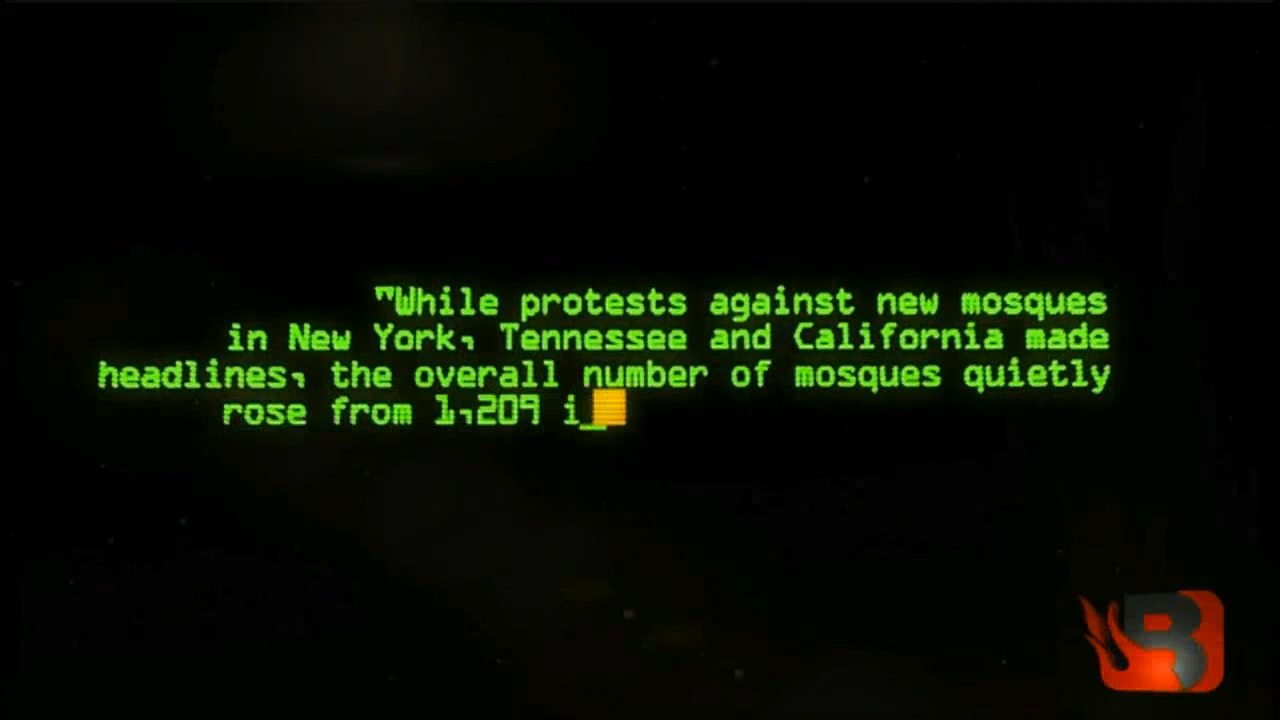 "While protests against new mosques
in New York, Tennessee and California made
headlines, the overall number of mosques quietly
rose from 1,209 i_
B